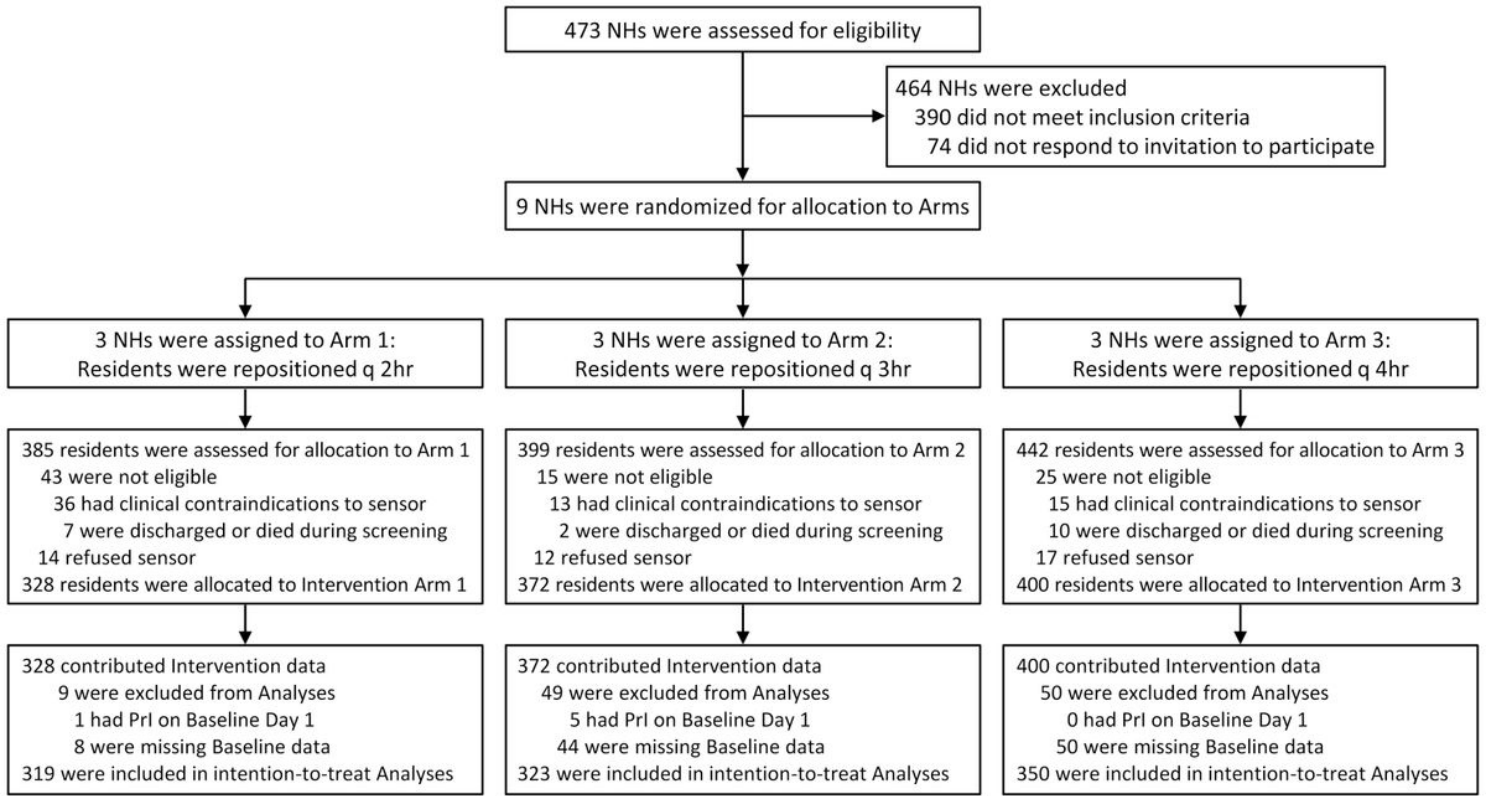 473 NHs were assessed for eligibility
464 NHs were excluded
390 did not meet inclusion criteria
74 did not respond to invitation to participate
9 NHs were randomized for allocation to Arms
3 NHs were assigned to Arm 1:
Residents were repositioned q 2hr
3 NHs were assigned to Arm 2:
Residents were repositioned q 3hr
3 NHs were assigned to Arm 3:
Residents were repositioned q 4hr
385 residents were assessed for allocation to Arm 1
43 were not eligible
36 had clinical contraindications to sensor
7 were discharged or died during screening
14 refused sensor
328 residents were allocated to Intervention Arm 1
399 residents were assessed for allocation to Arm 2
15 were not eligible
13 had clinical contraindications to sensor
2 were discharged or died during screening
12 refused sensor
372 residents were allocated to Intervention Arm 2
442 residents were assessed for allocation to Arm 3
25 were not eligible
15 had clinical contraindications to sensor
10 were discharged or died during screening
17 refused sensor
400 residents were allocated to Intervention Arm 3
328 contributed Intervention data
9 were excluded from Analyses
1 had PrI on Baseline Day 1
8 were missing Baseline data
319 were included in intention-to-treat Analyses
372 contributed Intervention data
49 were excluded from Analyses
5 had PrI on Baseline Day 1
44 were missing Baseline data
323 were included in intention-to-treat Analyses
400 contributed Intervention data
50 were excluded from Analyses
0 had PrI on Baseline Day 1
50 were missing Baseline data
350 were included in intention-to-treat Analyses